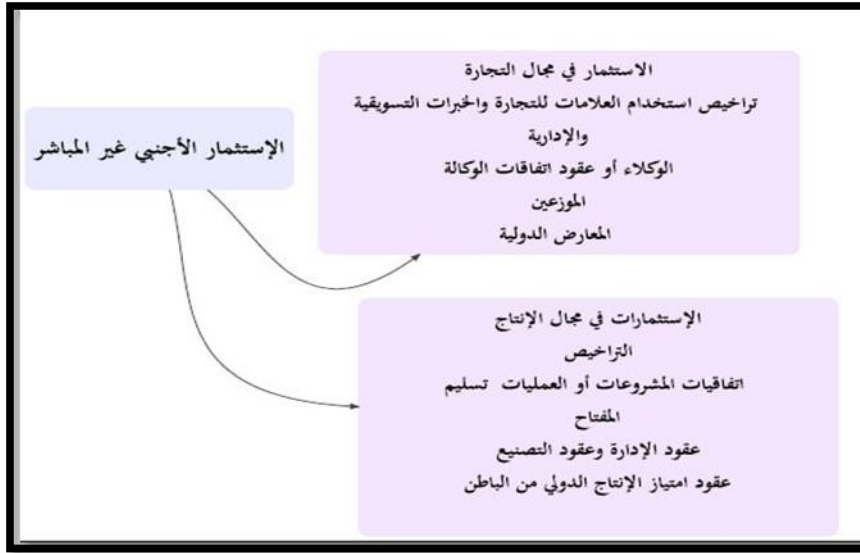 الإستثمار الأجنبي غير المباشر
الاستثمار في مجال التجارة
تراخيص استخدام العلامات للتجارة والخبرات التسويقية
والإدارية
الوكلاء أو عقود اتفاقات الوكالة
الموزعين
المعارض الدولية
الإستثمارات في مجال الإنتاج
التراخيص
اتفاقيات المشروعات أو العمليات تسليم
المفتاح
عقود الإدارة وعقود التصنيع
عقود امتياز الإنتاج الدولي من الباطن